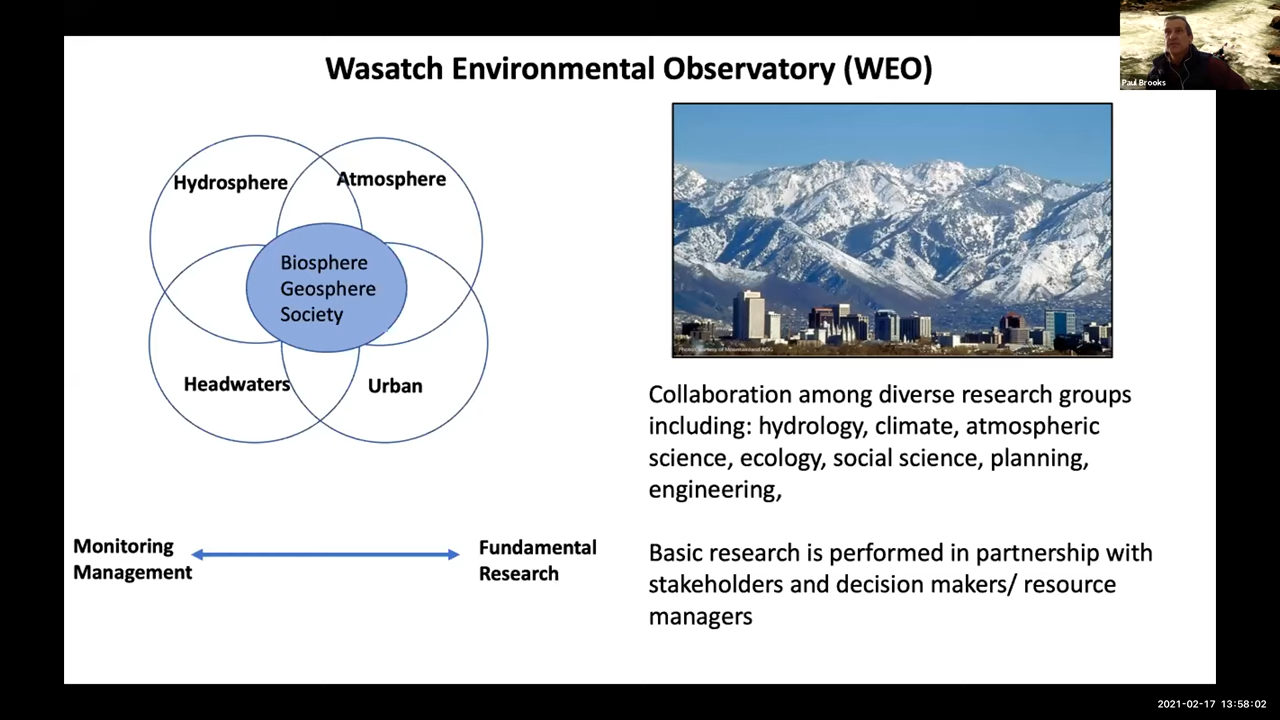 Wasatch Environmental Observatory (WEO)
Paul Brooks
Hydrosphere
Atmosphere
Biosphere
Geosphere
Society
Headwaters
Urban
Monitoring
Management
Fundamental
Research
Collaboration among diverse research groups
including: hydrology, climate, atmospheric
science, ecology, social science, planning,
engineering,
Basic research is performed in partnership with
stakeholders and decision makers/ resource
managers
2021-02-17 13:58:02